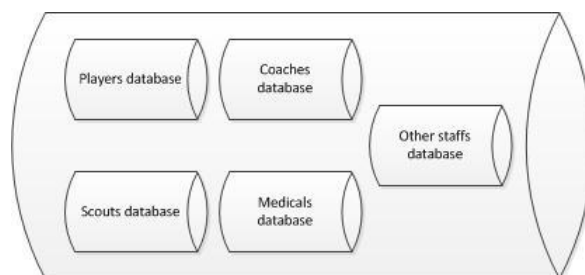 Players database
Coaches
database
Other staffs
database
Scouts database
Medicals
database